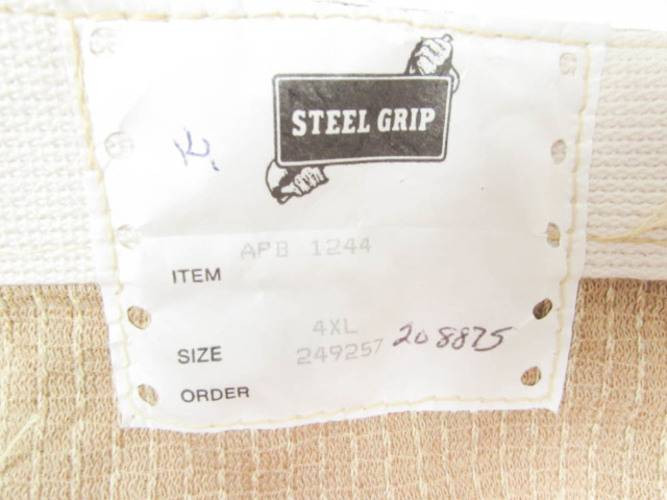 STEEL GRIP
K.
APB 1244
ITEM
4XL
SIZE
249257 208875
ORDER